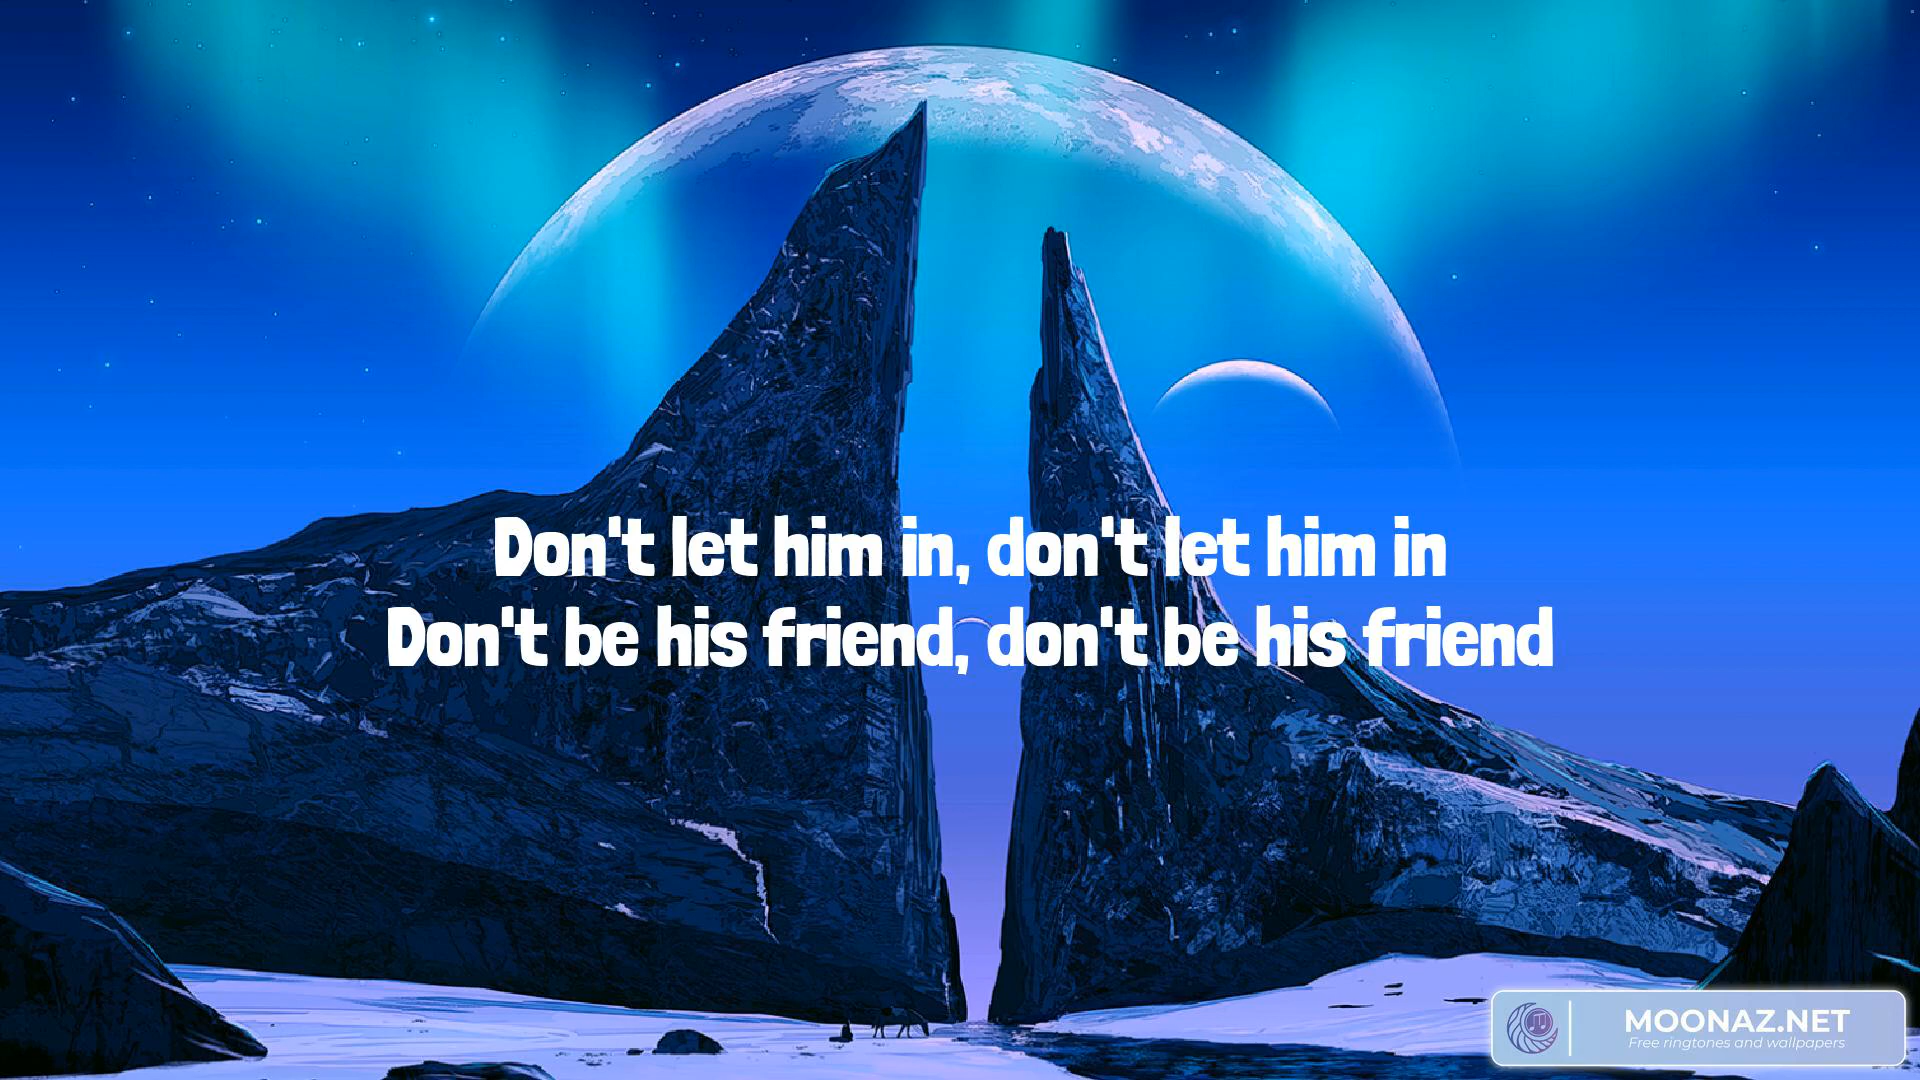 Don't let him in, don't let him in
Don't be his friend, don't be his friend
MOONAZ.NET
Free ringtones and wallpapers